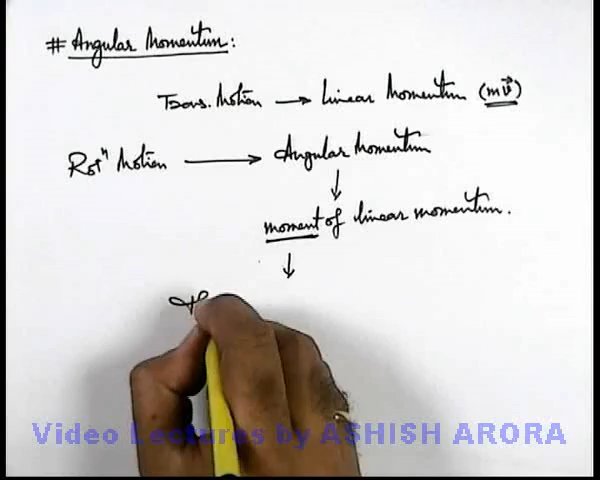 # Angular Momentum:
Trans. Motion → Linear Momentum (mv⃗)
Rotⁿ Motion → Angular Momentum
↓
moment of linear momentum.
↓
Video Lectures by ASHISH ARORA